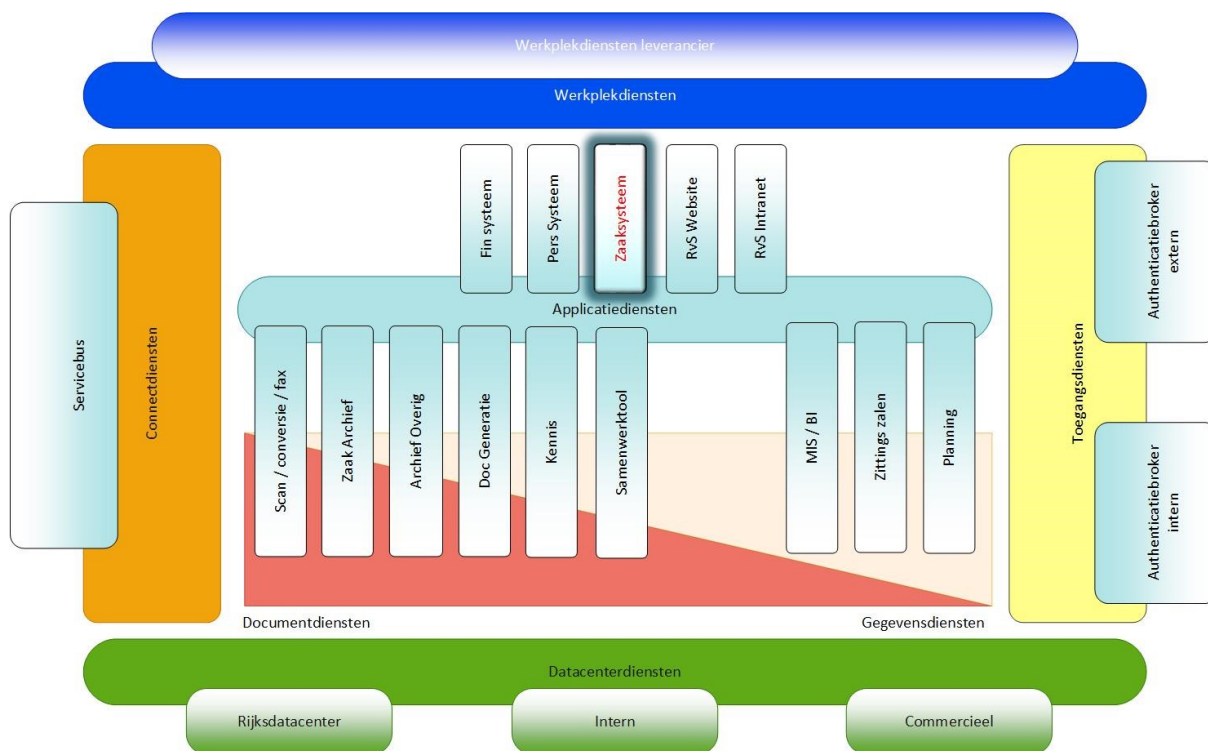 Werkplekdiensten leverancier
Werkplekdiensten
Fin systeem
Pers Systeem
Zaaksysteem
RvS Website
RvS Intranet
Servicebus
Connectdiensten
Applicatiediensten
Scan / conversie / fax
Zaak Archief
Archief Overig
Doc Generatie
Kennis
Samenwerktool
MIS / BI
Zittings zalen
Planning
Toegangsdiensten
Authenticatiebroker
extern
Authenticatiebroker
intern
Documentdiensten
Gegevensdiensten
Datacenterdiensten
Rijksdatacenter
Intern
Commercieel